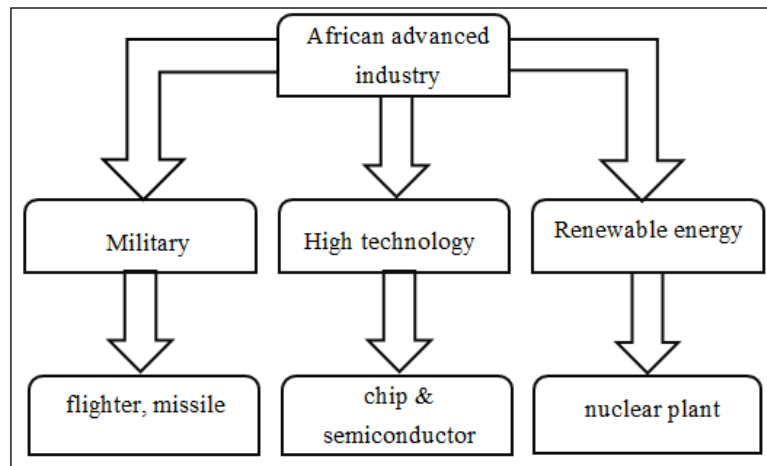 African advanced
industry
Military
High technology
Renewable energy
flighter, missile
chip &
semiconductor
nuclear plant